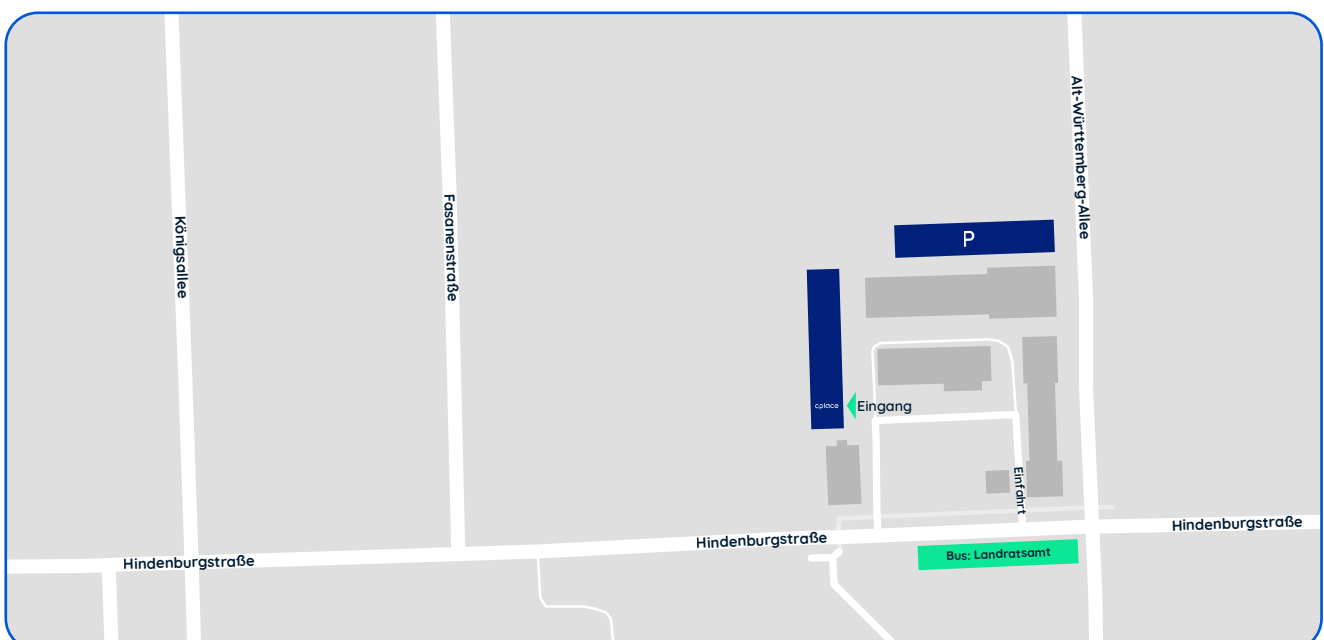 Alt-Württemberg-Allee
Fasanenstraße
Königsallee
P
cplace
Eingang
Einfahrt
Hindenburgstraße
Hindenburgstraße
Hindenburgstraße
Bus: Landratsamt